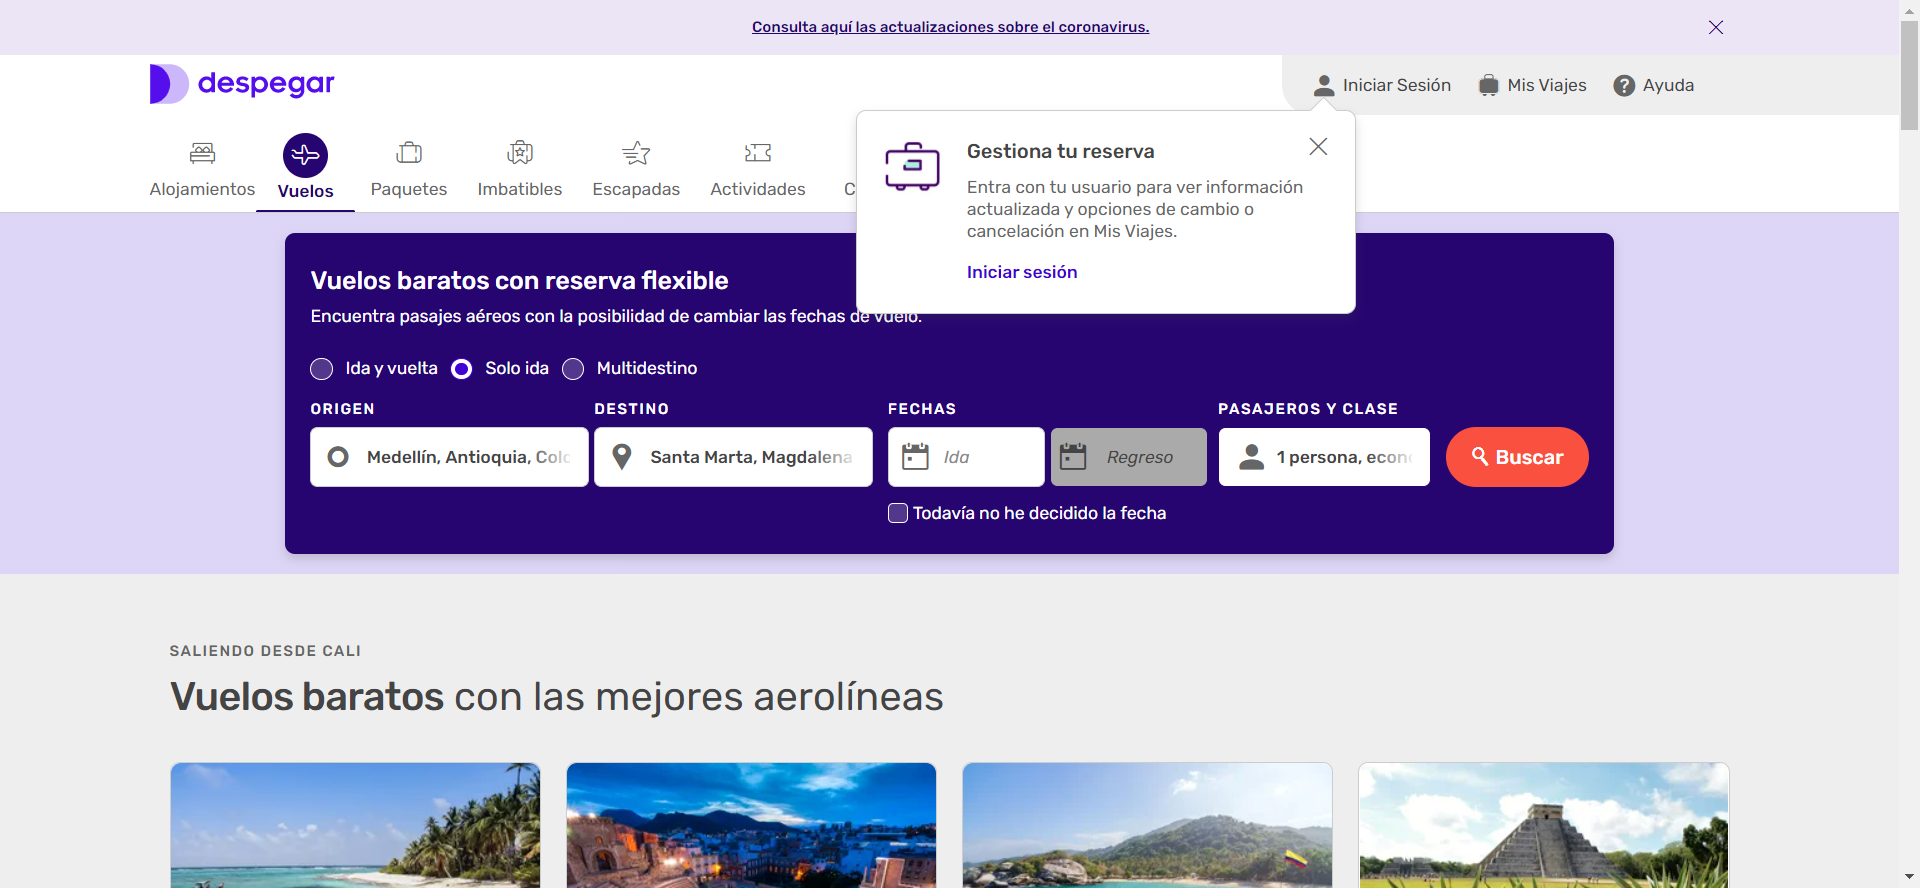 Consulta aquí las actualizaciones sobre el coronavirus.
despegar
Iniciar Sesión
Mis Viajes
Ayuda
Alojamientos
Vuelos
Paquetes
Imbatibles
Escapadas
Actividades
C
Gestiona tu reserva
Entra con tu usuario para ver información
actualizada y opciones de cambio o
cancelación en Mis Viajes.
Iniciar sesión
Vuelos baratos con reserva flexible
Encuentra pasajes aéreos con la posibilidad de cambiar las fechas de vuelo.
Ida y vuelta
Solo ida
Multidestino
ORIGEN
DESTINO
FECHAS
PASAJEROS Y CLASE
Medellín, Antioquia, Colo
Santa Marta, Magdalena
Ida
Regreso
1 persona, econ
Buscar
Todavía no he decidido la fecha
SALIENDO DESDE CALI
Vuelos baratos con las mejores aerolíneas